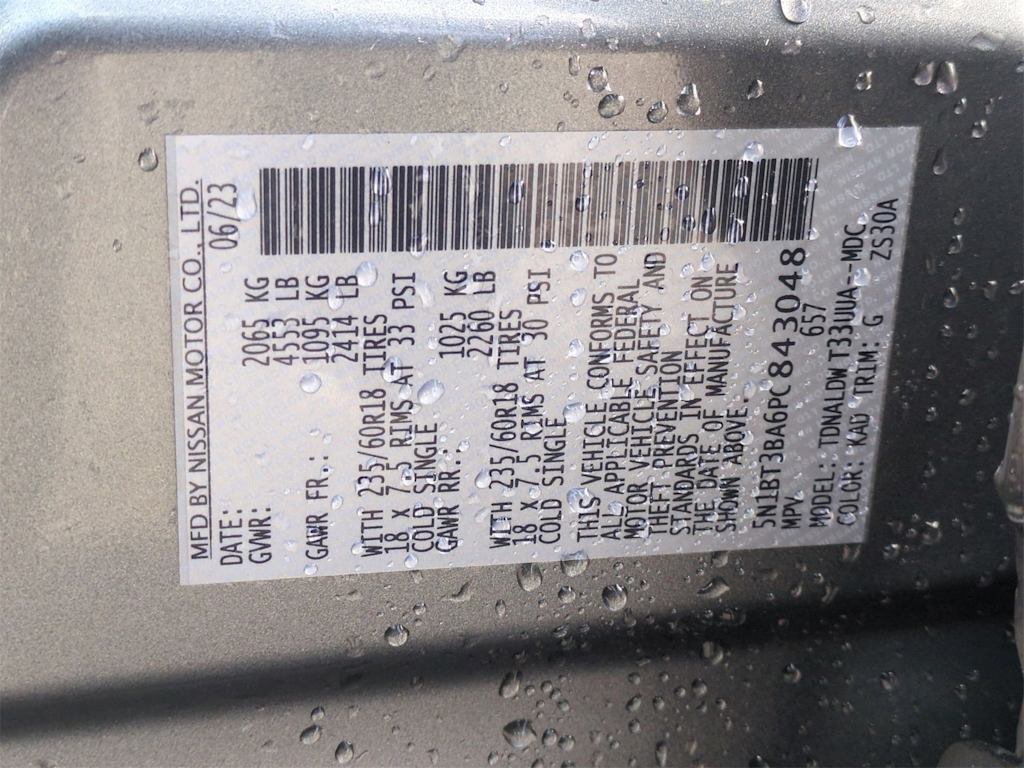 MFD BY NISSAN MOTOR CO., LTD.
DATE: 06/23
GVWR: 2065 KG
4553 LB
GAWR FR.: 1095 KG
2414 LB
WITH 235/60R18 TIRES
18 X 7.5 RIMS AT 33 PSI
COLD SINGLE
GAWR RR.: 1025 KG
2260 LB
WITH 235/60R18 TIRES
18 X 7.5 RIMS AT 30 PSI
COLD SINGLE
THIS VEHICLE CONFORMS TO
ALL APPLICABLE FEDERAL
MOTOR VEHICLE SAFETY AND
THEFT PREVENTION
STANDARDS IN EFFECT ON
THE DATE OF MANUFACTURE
SHOWN ABOVE.
5N1BT3BA6PC843048
MPV 657
MODEL: TDNALDWT33UUA--MDC
COLOR: KAD TRIM: G ZS30A